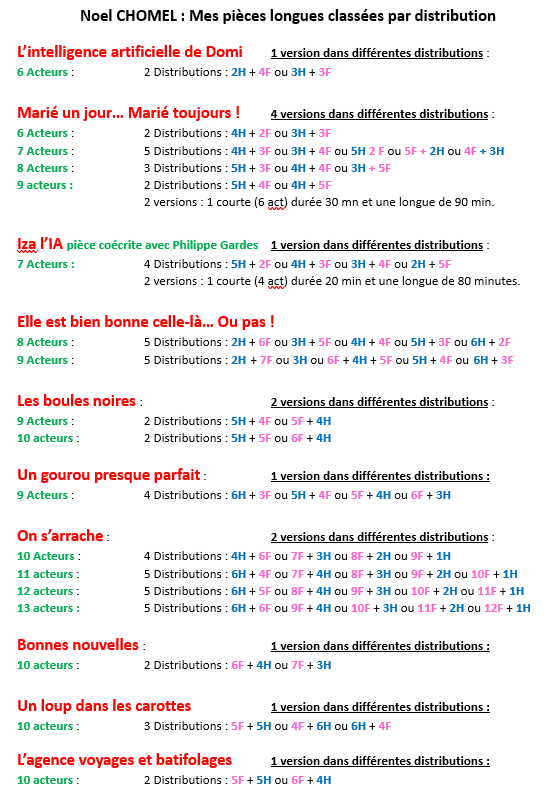 Noel CHOMEL : Mes pièces longues classées par distribution
L’intelligence artificielle de Domi 1 version dans différentes distributions :
6 Acteurs : 2 Distributions : 2H + 4F ou 3H + 3F
Marié un jour… Marié toujours ! 4 versions dans différentes distributions :
6 Acteurs : 2 Distributions : 4H + 2F ou 3H + 3F
7 Acteurs : 5 Distributions : 4H + 3F ou 3H + 4F ou 5H 2 F ou 5F + 2H ou 4F + 3H
8 Acteurs : 3 Distributions : 5H + 3F ou 4H + 4F ou 3H + 5F
9 acteurs : 2 Distributions : 5H + 4F ou 4H + 5F
2 versions : 1 courte (6 act) durée 30 mn et une longue de 90 min.
Iza l’IA pièce coécrite avec Philippe Gardes 1 version dans différentes distributions :
7 Acteurs : 4 Distributions : 5H + 2F ou 4H + 3F ou 3H + 4F ou 2H + 5F
2 versions : 1 courte (4 act) durée 20 min et une longue de 80 minutes.
Elle est bien bonne celle-là… Ou pas !
8 Acteurs : 5 Distributions : 2H + 6F ou 3H + 5F ou 4H + 4F ou 5H + 3F ou 6H + 2F
9 Acteurs : 5 Distributions : 2H + 7F ou 3H ou 6F + 4H + 5F ou 5H + 4F ou 6H + 3F
Les boules noires : 2 versions dans différentes distributions :
9 Acteurs : 2 Distributions : 5H + 4F ou 5F + 4H
10 acteurs : 2 Distributions : 5H + 5F ou 6F + 4H
Un gourou presque parfait : 1 version dans différentes distributions :
9 Acteurs : 4 Distributions : 6H + 3F ou 5H + 4F ou 5F + 4H ou 6F + 3H
On s’arrache : 2 versions dans différentes distributions :
10 Acteurs : 4 Distributions : 4H + 6F ou 7F + 3H ou 8F + 2H ou 9F + 1H
11 acteurs : 5 Distributions : 6H + 4F ou 7F + 4H ou 8F + 3H ou 9F + 2H ou 10F + 1H
12 acteurs : 5 Distributions : 6H + 5F ou 8F + 4H ou 9F + 3H ou 10F + 2H ou 11F + 1H
13 acteurs : 5 Distributions : 6H + 6F ou 9F + 4H ou 10F + 3H ou 11F + 2H ou 12F + 1H
Bonnes nouvelles : 1 version dans différentes distributions :
10 acteurs : 2 Distributions : 6F + 4H ou 7F + 3H
Un loup dans les carottes 1 version dans différentes distributions :
10 acteurs : 3 Distributions : 5F + 5H ou 4F + 6H ou 6H + 4F
L’agence voyages et batifolages 1 version dans différentes distributions :
10 acteurs : 2 Distributions : 5F + 5H ou 6F + 4H